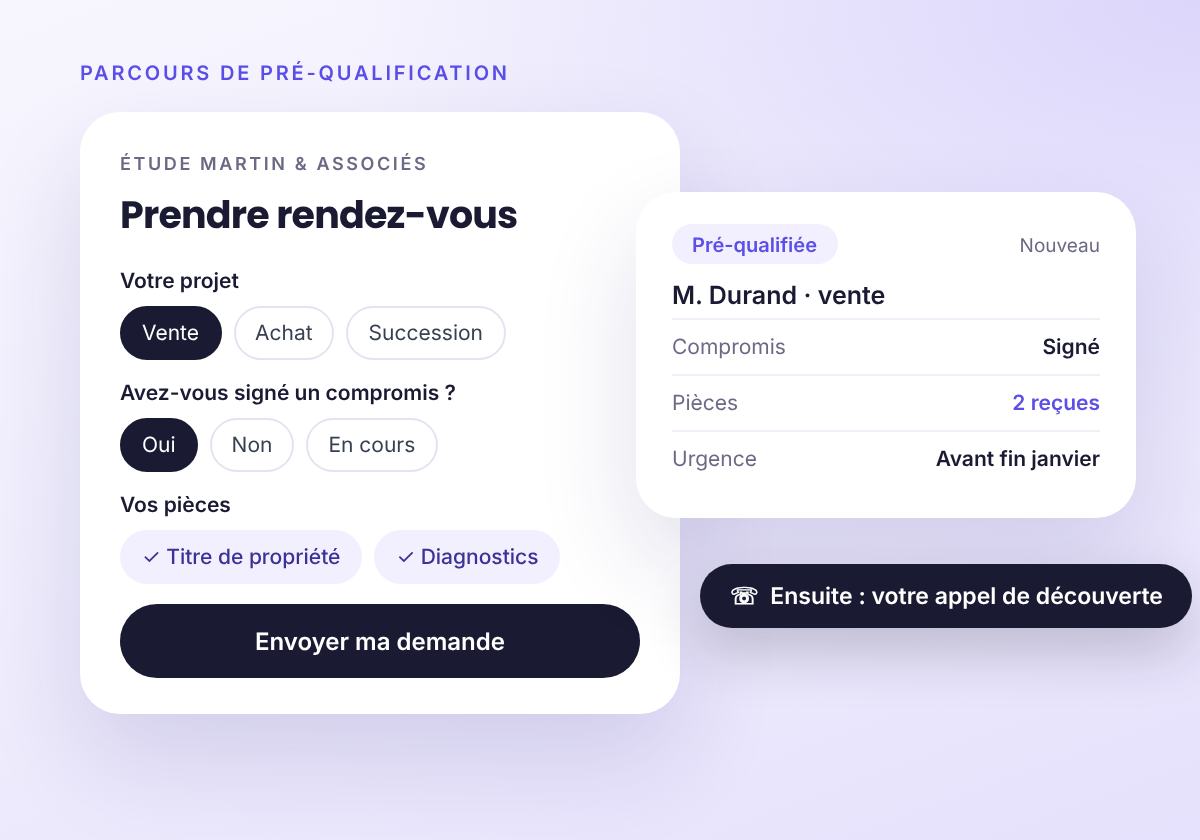 PARCOURS DE PRÉ-QUALIFICATION
ÉTUDE MARTIN & ASSOCIÉS
Prendre rendez-vous
Votre projet
Vente Achat Succession
Avez-vous signé un compromis ?
Oui Non En cours
Vos pièces
✓ Titre de propriété ✓ Diagnostics
Envoyer ma demande
Pré-qualifiée Nouveau
M. Durand · vente
Compromis Signé
Pièces 2 reçues
Urgence Avant fin janvier
☏ Ensuite : votre appel de découverte